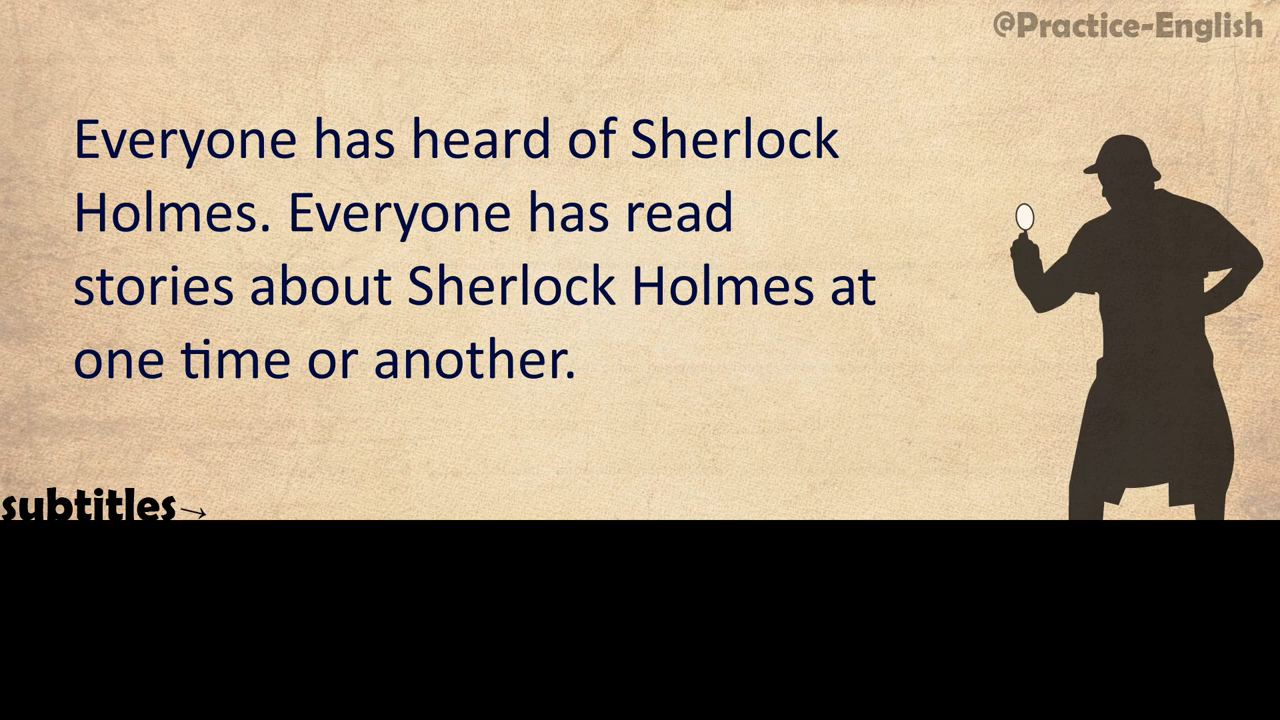 @Practice-English
Everyone has heard of Sherlock
Holmes. Everyone has read
stories about Sherlock Holmes at
one time or another.
subtitles→